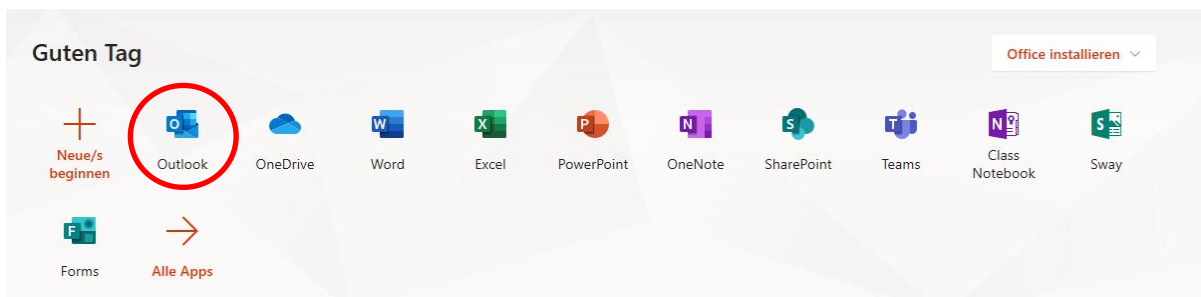 Guten Tag
Office installieren
Neue/s
beginnen
Outlook
OneDrive
Word
Excel
PowerPoint
OneNote
SharePoint
Teams
Class
Notebook
Sway
Forms
Alle Apps